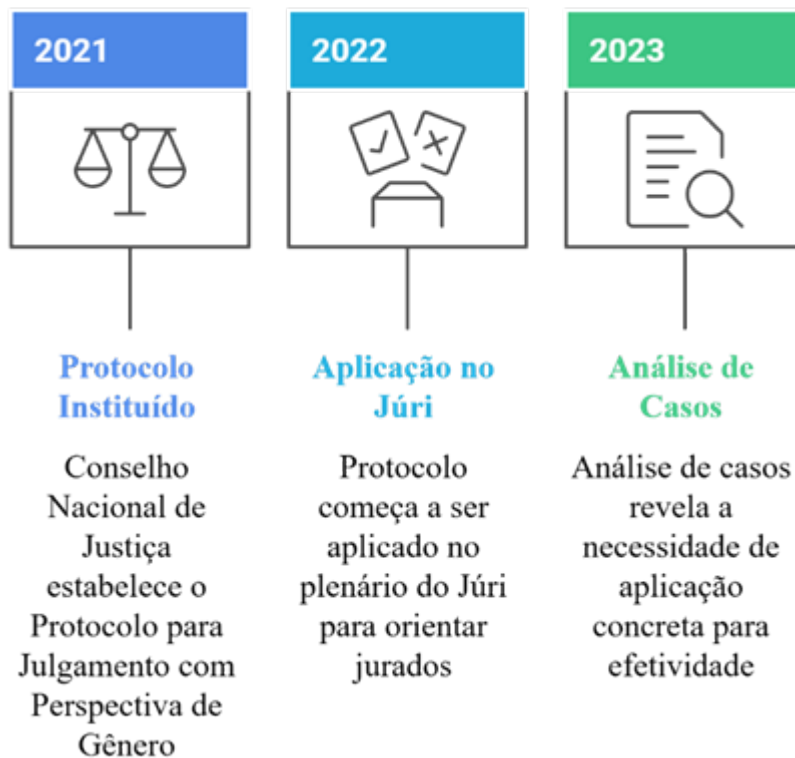 2021
Protocolo
Instituído
Conselho
Nacional de
Justiça
estabelece o
Protocolo para
Julgamento com
Perspectiva de
Gênero
2022
Aplicação no
Júri
Protocolo
começa a ser
aplicado no
plenário do Júri
para orientar
jurados
2023
Análise de
Casos
Análise de casos
revela a
necessidade de
aplicação
concreta para
efetividade